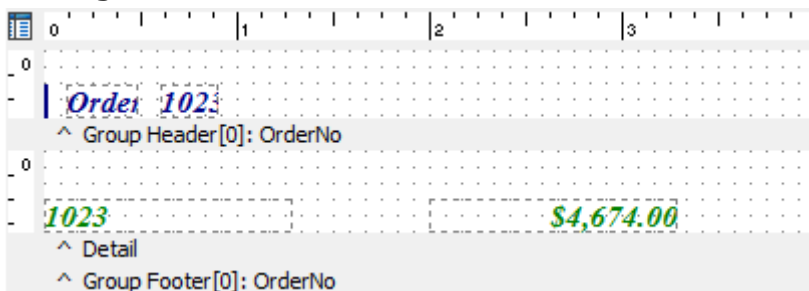 0 1 2 3
0
Order 1023
^ Group Header[0]: OrderNo
0
1023 $4,674.00
^ Detail
^ Group Footer[0]: OrderNo